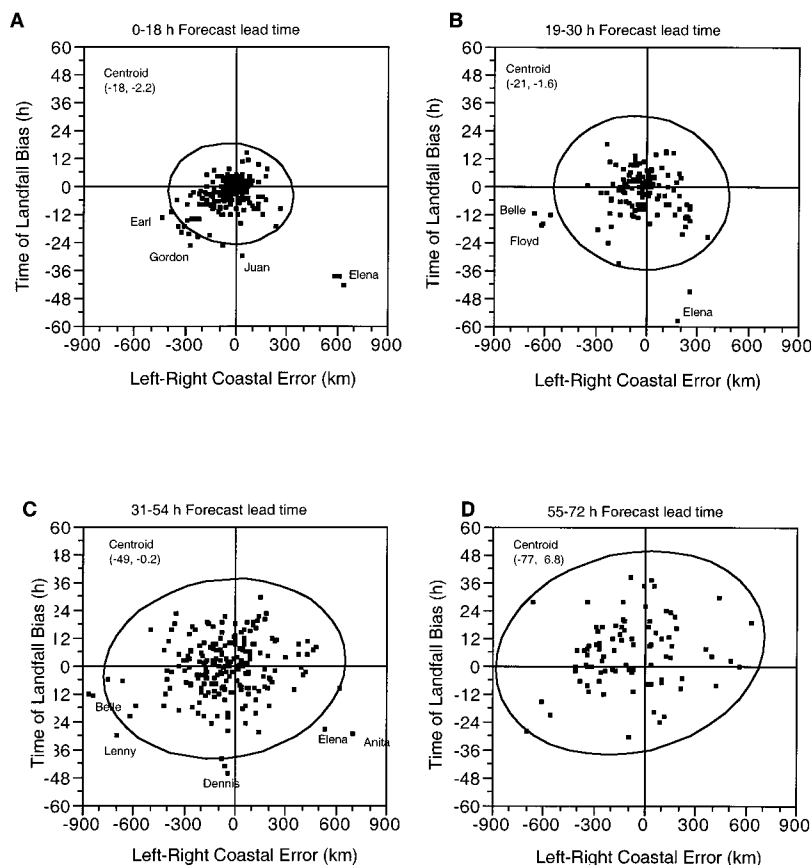 A
0-18 h Forecast lead time
Time of Landfall Bias (h)
60
48
36
24
12
0
-12
-24
-36
-48
-60
Centroid
(-18, -2.2)
Earl
Gordon
Juan
Elena
-900 -600 -300 0 300 600 900
Left-Right Coastal Error (km)
B
19-30 h Forecast lead time
Time of Landfall Bias (h)
60
48
36
24
12
0
-12
-24
-36
-48
-60
Centroid
(-21, -1.6)
Belle
Floyd
Elena
-900 -600 -300 0 300 600 900
Left-Right Coastal Error (km)
C
31-54 h Forecast lead time
Time of Landfall Bias (h)
60
48
36
24
12
0
-12
24
36
-48
-60
Centroid
(-49, -0.2)
Belle
Lenny
Dennis
Elena
Anita
-900 -600 -300 0 300 600 900
Left-Right Coastal Error (km)
D
55-72 h Forecast lead time
Time of Landfall Bias (h)
60
48
36
24
12
0
-12
-24
-36
-48
-60
Centroid
(-77, 6.8)
-900 -600 -300 0 300 600 900
Left-Right Coastal Error (km)